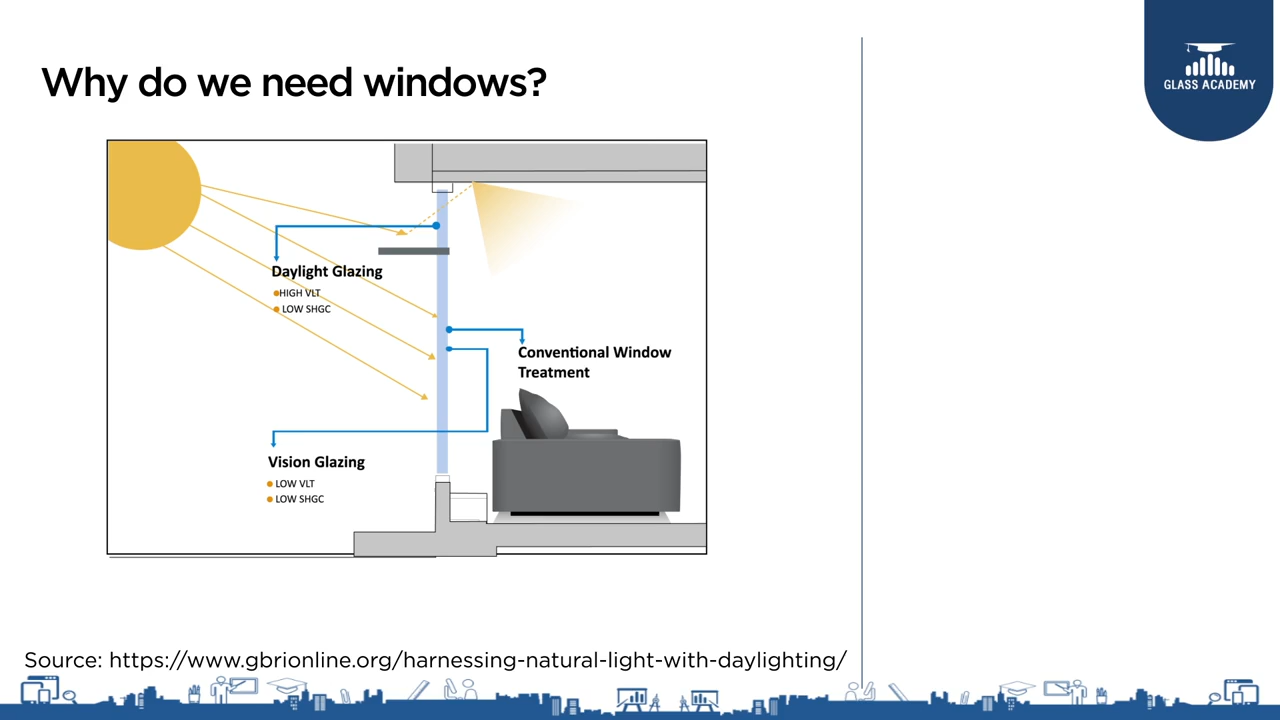 Why do we need windows?
GLASS ACADEMY
Daylight Glazing
HIGH VLT
LOW SHGC
Conventional Window
Treatment
Vision Glazing
LOW VLT
LOW SHGC
Source: https://www.gbrionline.org/harnessing-natural-light-with-daylighting/